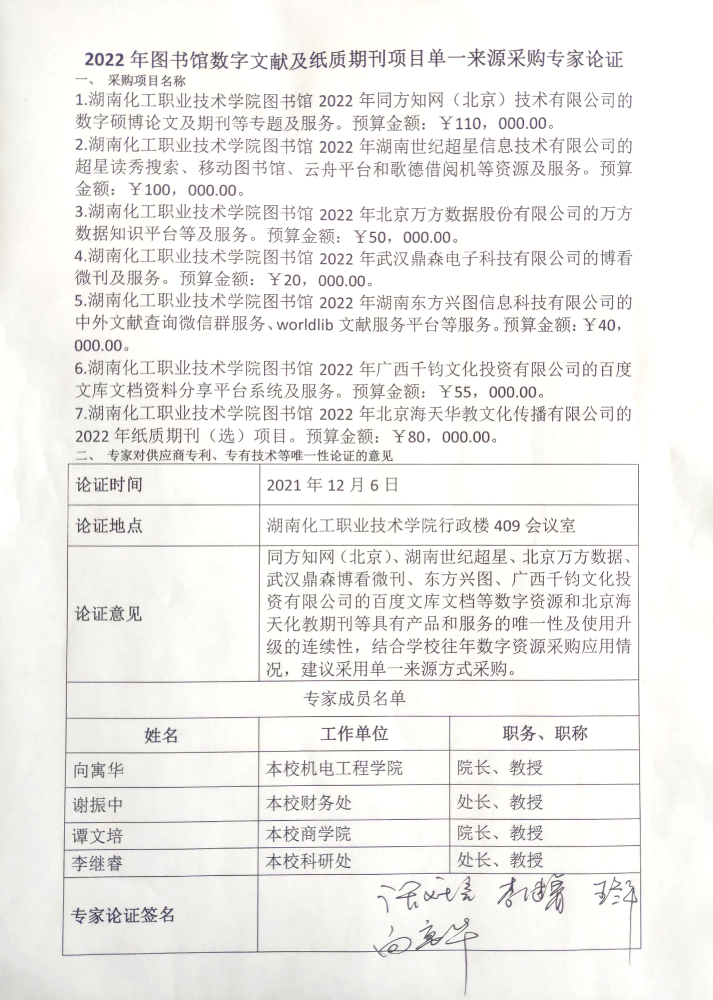 2022 年图书馆数字文献及纸质期刊项目单一来源采购专家论证
一、 采购项目名称
1.湖南化工职业技术学院图书馆 2022 年同方知网（北京）技术有限公司的
数字硕博论文及期刊等专题及服务。预算金额：￥110，000.00。
2.湖南化工职业技术学院图书馆 2022 年湖南世纪超星信息技术有限公司的
超星读秀搜索、移动图书馆、云舟平台和歌德借阅机等资源及服务。预算
金额：￥100，000.00。
3.湖南化工职业技术学院图书馆 2022 年北京万方数据股份有限公司的万方
数据知识平台等及服务。预算金额：￥50，000.00。
4.湖南化工职业技术学院图书馆 2022 年武汉鼎森电子科技有限公司的博看
微刊及服务。预算金额：￥20，000.00。
5.湖南化工职业技术学院图书馆 2022 年湖南东方兴图信息科技有限公司的
中外文献查询微信群服务、worldlib 文献服务平台等服务。预算金额：￥40，
000.00。
6.湖南化工职业技术学院图书馆 2022 年广西千钧文化投资有限公司的百度
文库文档资料分享平台系统及服务。预算金额：￥55，000.00。
7.湖南化工职业技术学院图书馆 2022 年北京海天华教文化传播有限公司的
2022 年纸质期刊（选）项目。预算金额：￥80，000.00。
二、 专家对供应商专利、专有技术等唯一性论证的意见
论证时间 2021 年 12 月 6 日
论证地点 湖南化工职业技术学院行政楼 409 会议室
论证意见
同方知网（北京）、湖南世纪超星、北京万方数据、
武汉鼎森博看微刊、东方兴图、广西千钧文化投
资有限公司的百度文库文档等数字资源和北京海
天化教期刊等具有产品和服务的唯一性及使用升
级的连续性，结合学校往年数字资源采购应用情
况，建议采用单一来源方式采购。
专家成员名单
姓名 工作单位 职务、职称
向寓华 本校机电工程学院 院长、教授
谢振中 本校财务处 处长、教授
谭文培 本校商学院 院长、教授
李继睿 本校科研处 处长、教授
专家论证签名
谭文培 李继睿
向寓华